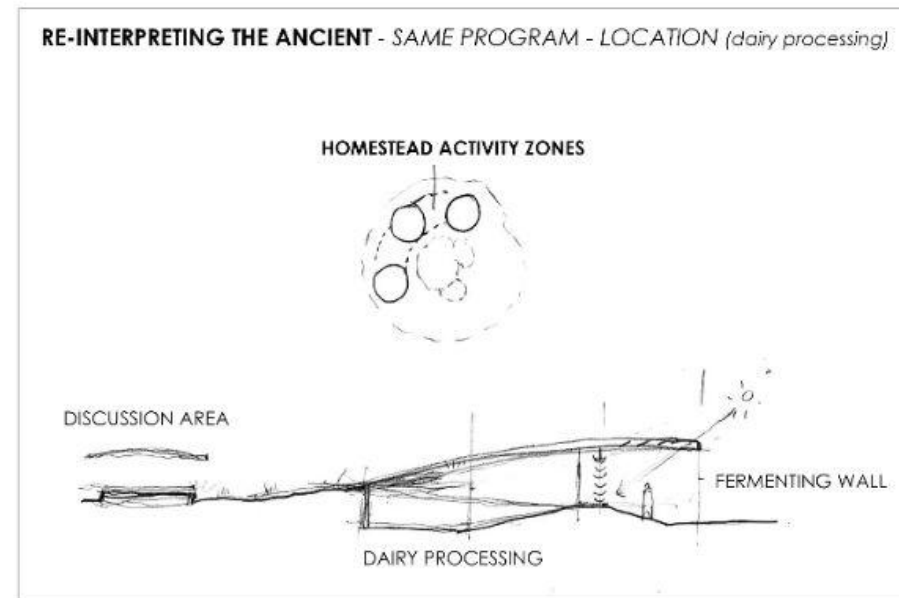 RE-INTERPRETING THE ANCIENT - SAME PROGRAM - LOCATION (dairy processing)
HOMESTEAD ACTIVITY ZONES
DISCUSSION AREA
FERMENTING WALL
DAIRY PROCESSING